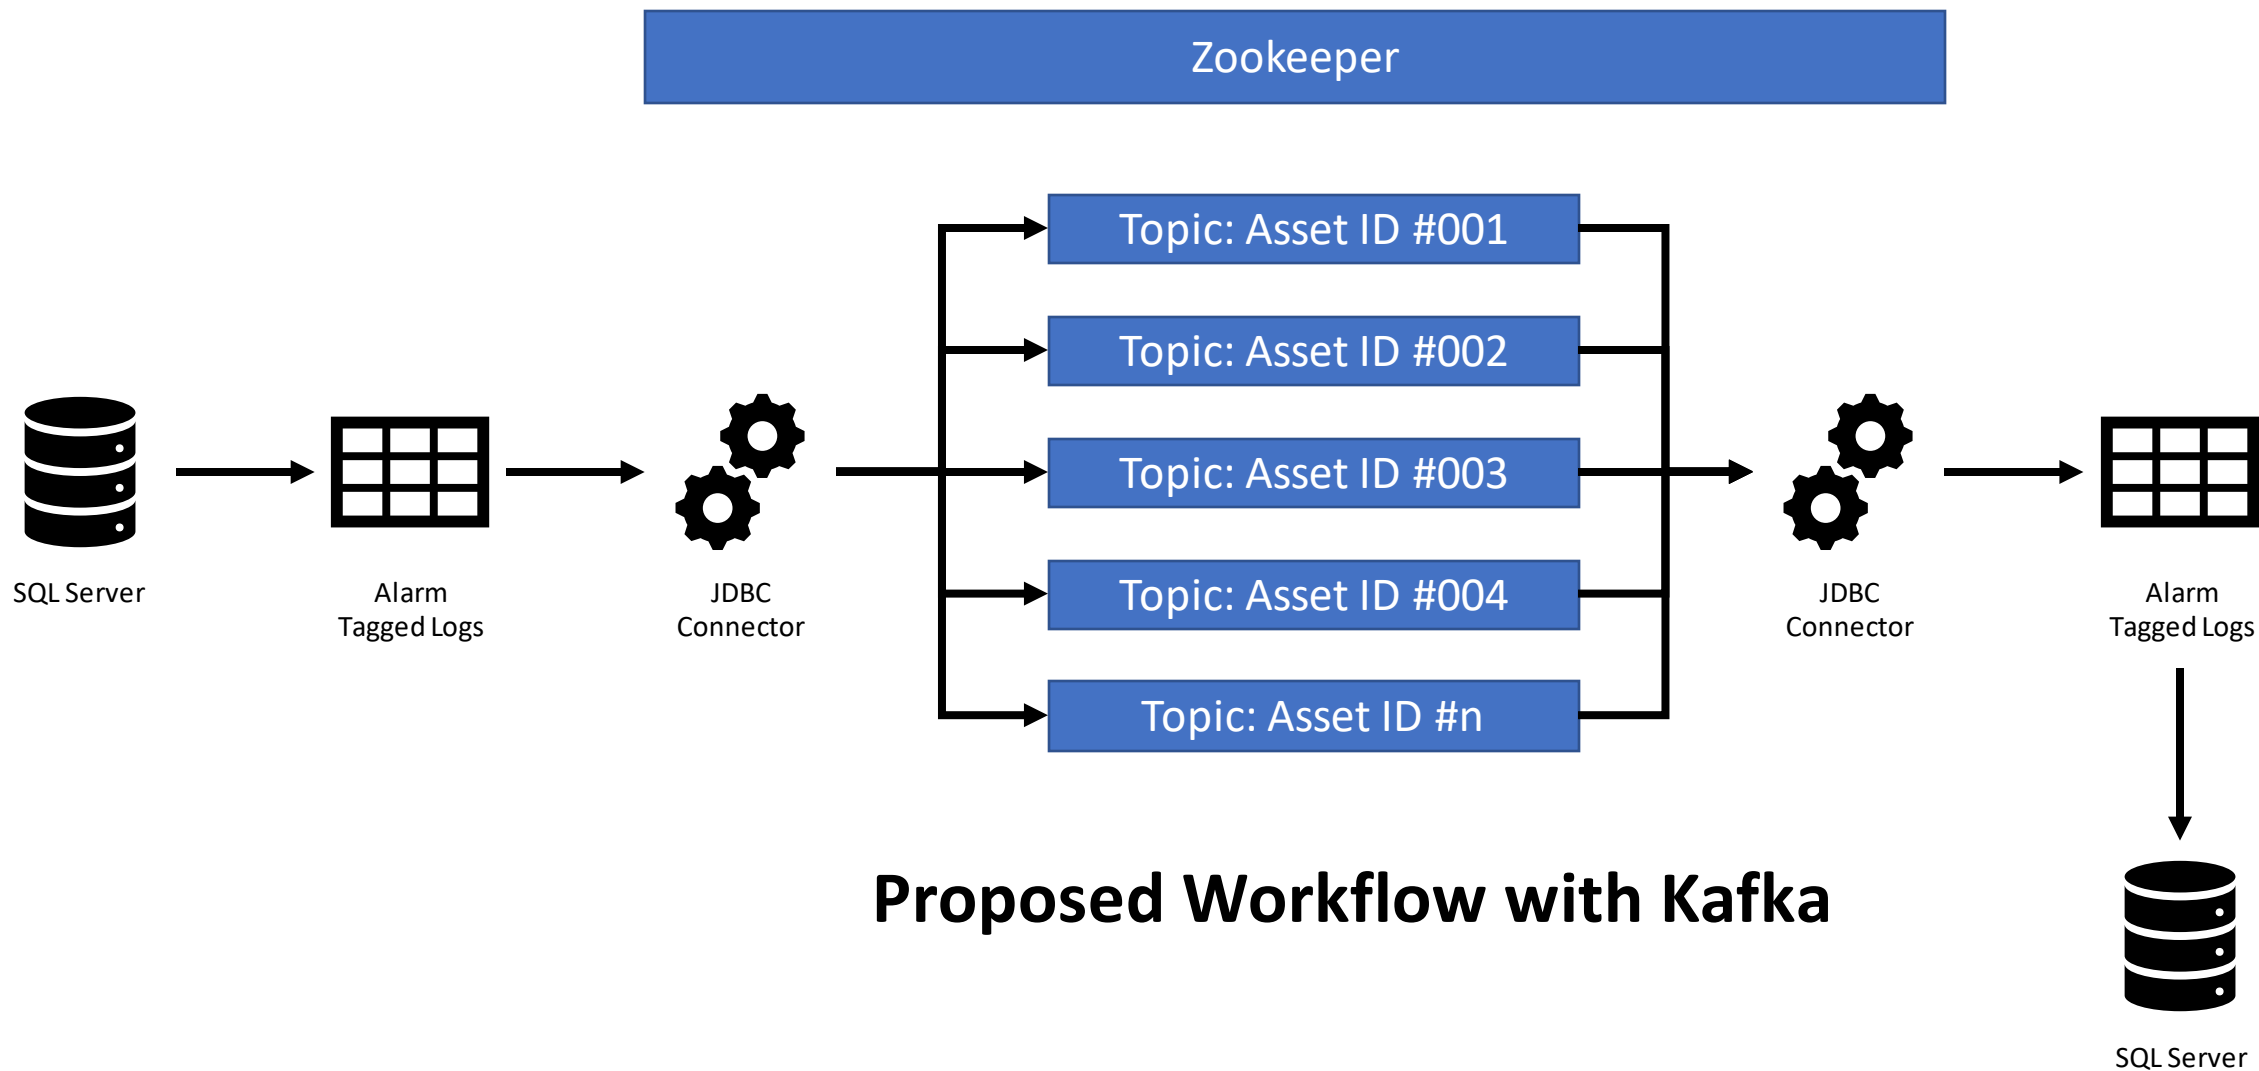 Zookeeper
Topic: Asset ID #001
Topic: Asset ID #002
Topic: Asset ID #003
Topic: Asset ID #004
Topic: Asset ID #n
SQL Server
Alarm
Tagged Logs
JDBC
Connector
JDBC
Connector
Alarm
Tagged Logs
Proposed Workflow with Kafka
SQL Server